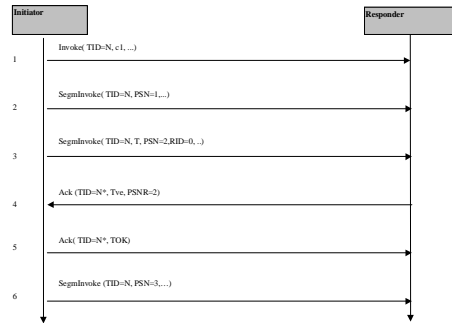 Initiator
Responder
Invoke( TID=N, c1, ...)
1
SegmInvoke( TID=N, PSN=1,...)
2
SegmInvoke( TID=N, T, PSN=2,RID=0, ..)
3
Ack (TID=N*, Tve, PSNR=2)
4
Ack( TID=N*, TOK)
5
SegmInvoke (TID=N, PSN=3,…)
6